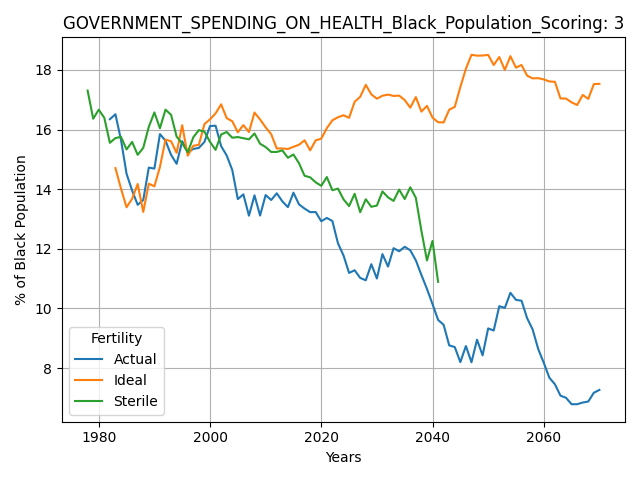 GOVERNMENT_SPENDING_ON_HEALTH_Black_Population_Scoring: 3
% of Black Population
18
16
14
12
10
8
Fertility
Actual
Ideal
Sterile
1980
2000
2020
2040
2060
Years